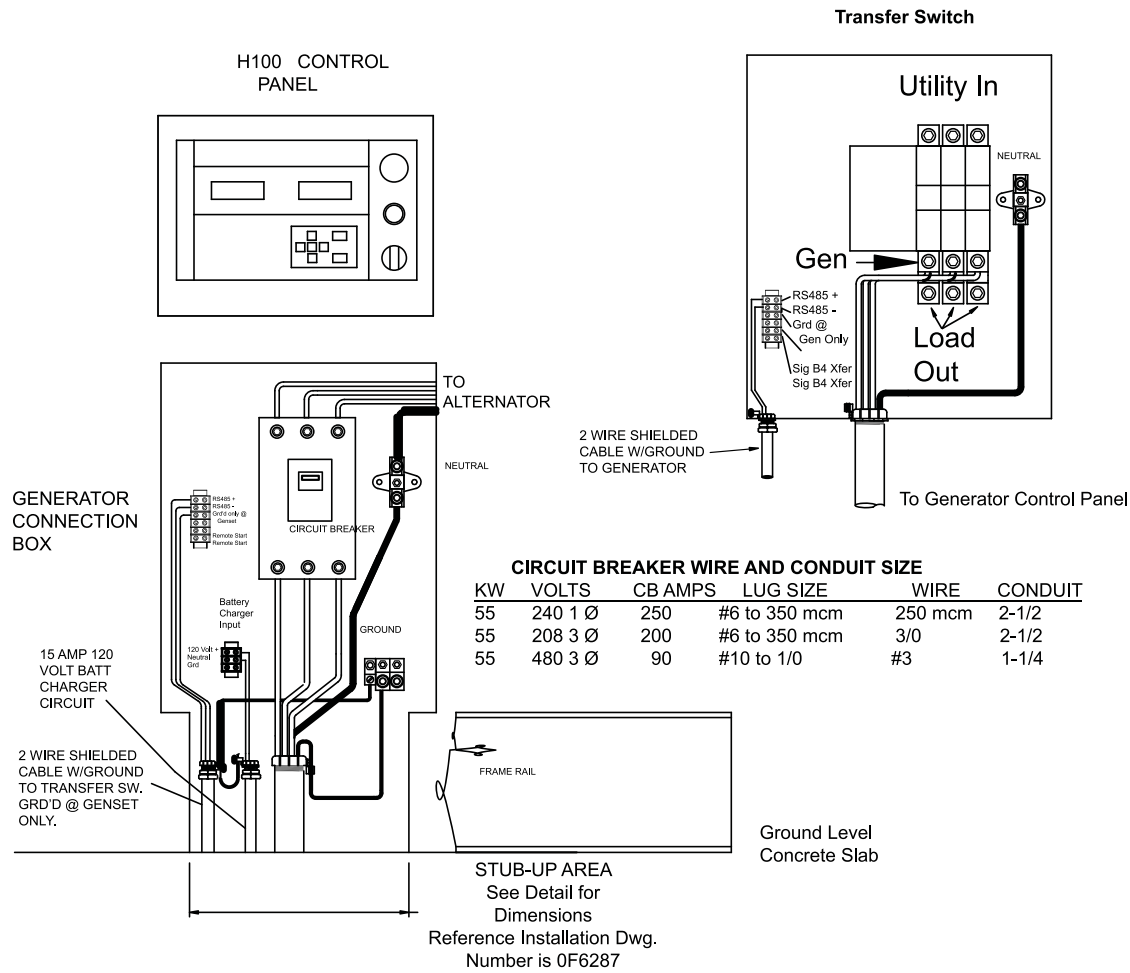 Transfer Switch
H100 CONTROL
PANEL
Utility In
NEUTRAL
Gen
RS485 +
RS485 -
Grd @
Gen Only
Sig B4 Xfer
Sig B4 Xfer
Load
Out
2 WIRE SHIELDED
CABLE W/GROUND
TO GENERATOR
To Generator Control Panel
TO
ALTERNATOR
NEUTRAL
GENERATOR
CONNECTION
BOX
RS485 +
RS485 -
Grd'd only @
Genset
Remote Start
Remote Start
CIRCUIT BREAKER
Battery
Charger
Input
120 Volt +
Neutral
Grd
GROUND
15 AMP 120
VOLT BATT
CHARGER
CIRCUIT
2 WIRE SHIELDED
CABLE W/GROUND
TO TRANSFER SW.
GRD'D @ GENSET
ONLY.
CIRCUIT BREAKER WIRE AND CONDUIT SIZE
KW VOLTS CB AMPS LUG SIZE WIRE CONDUIT
55 240 1 Ø 250 #6 to 350 mcm 250 mcm 2-1/2
55 208 3 Ø 200 #6 to 350 mcm 3/0 2-1/2
55 480 3 Ø 90 #10 to 1/0 #3 1-1/4
FRAME RAIL
Ground Level
Concrete Slab
STUB-UP AREA
See Detail for
Dimensions
Reference Installation Dwg.
Number is 0F6287